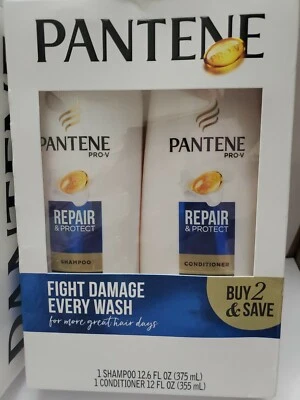 PANTENE
PANTENE
PRO-V
REPAIR
& PROTECT
SHAMPOO
PANTENE
PRO-V
REPAIR
& PROTECT
CONDITIONER
FIGHT DAMAGE
EVERY WASH
for more great hair days
BUY 2
& SAVE
1 SHAMPOO 12.6 FL OZ (375 mL)
1 CONDITIONER 12 FL OZ (355 mL)
PANTENE